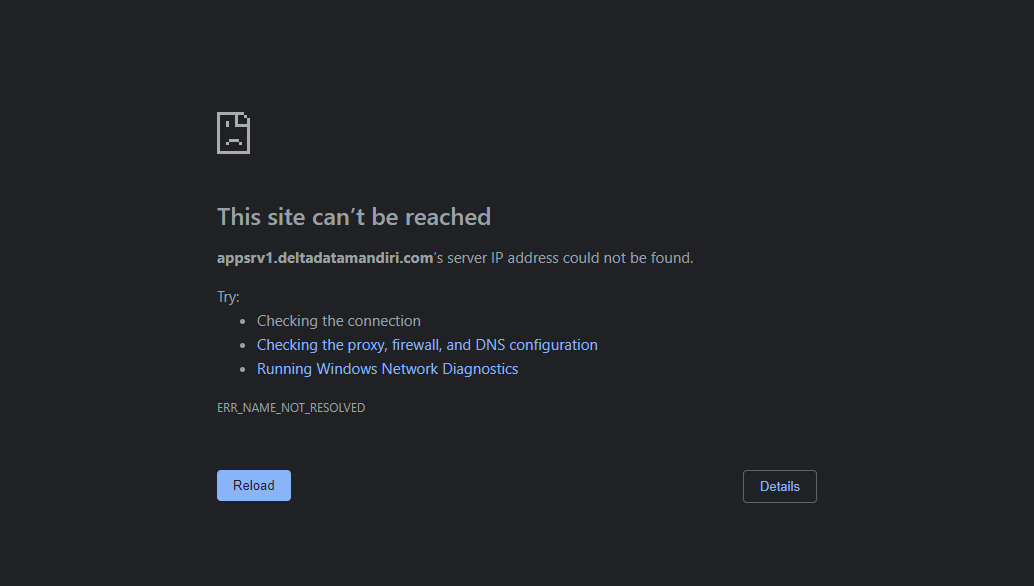 This site can’t be reached
appsrv1.deltadatamandiri.com’s server IP address could not be found.
Try:
• Checking the connection
• Checking the proxy, firewall, and DNS configuration
• Running Windows Network Diagnostics
ERR_NAME_NOT_RESOLVED
Reload
Details